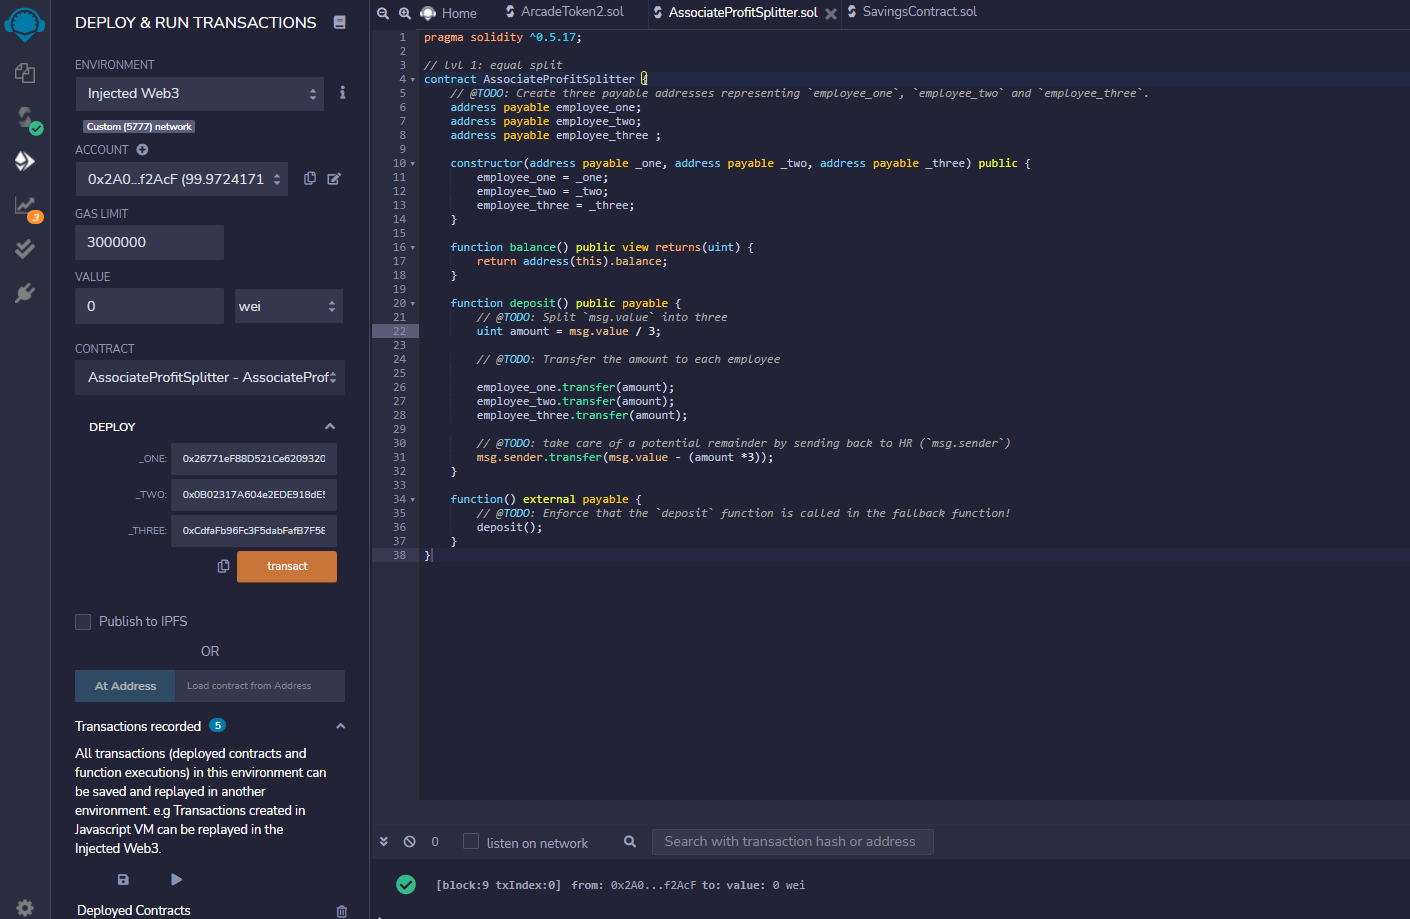 DEPLOY & RUN TRANSACTIONS
ENVIRONMENT
Injected Web3
Custom (5777) network
ACCOUNT
0x2A0...f2AcF (99.9724171
GAS LIMIT
3000000
VALUE
0
wei
CONTRACT
AssociateProfitSplitter - AssociateProf
DEPLOY
_ONE:
0x26771eF88D521Ce6209320
_TWO:
0x0B02317A604e2EDE918dE
_THREE:
0xCdfaFb96Fc3F5dabFafB7F58
transact
Publish to IPFS
OR
At Address
Load contract from Address
Transactions recorded 5
All transactions (deployed contracts and
function executions) in this environment can
be saved and replayed in another
environment. e.g Transactions created in
Javascript VM can be replayed in the
Injected Web3.
Deployed Contracts
3
Home
ArcadeToken2.sol
AssociateProfitSplitter.sol
SavingsContract.sol
1 pragma solidity ^0.5.17;
2
3 // lvl 1: equal split
4 contract AssociateProfitSplitter {
5 // @TODO: Create three payable addresses representing `employee_one`, `employee_two` and `employee_three`.
6 address payable employee_one;
7 address payable employee_two;
8 address payable employee_three ;
9
10 constructor(address payable _one, address payable _two, address payable _three) public {
11 employee_one = _one;
12 employee_two = _two;
13 employee_three = _three;
14 }
15
16 function balance() public view returns(uint) {
17 return address(this).balance;
18 }
19
20 function deposit() public payable {
21 // @TODO: Split `msg.value` into three
22 uint amount = msg.value / 3;
23
24 // @TODO: Transfer the amount to each employee
25
26 employee_one.transfer(amount);
27 employee_two.transfer(amount);
28 employee_three.transfer(amount);
29
30 // @TODO: take care of a potential remainder by sending back to HR (`msg.sender`)
31 msg.sender.transfer(msg.value - (amount *3));
32 }
33
34 function() external payable {
35 // @TODO: Enforce that the `deposit` function is called in the fallback function!
36 deposit();
37 }
38 }
0
listen on network
Search with transaction hash or address
[block:9 txIndex:0] from: 0x2A0...f2AcF to: value: 0 wei